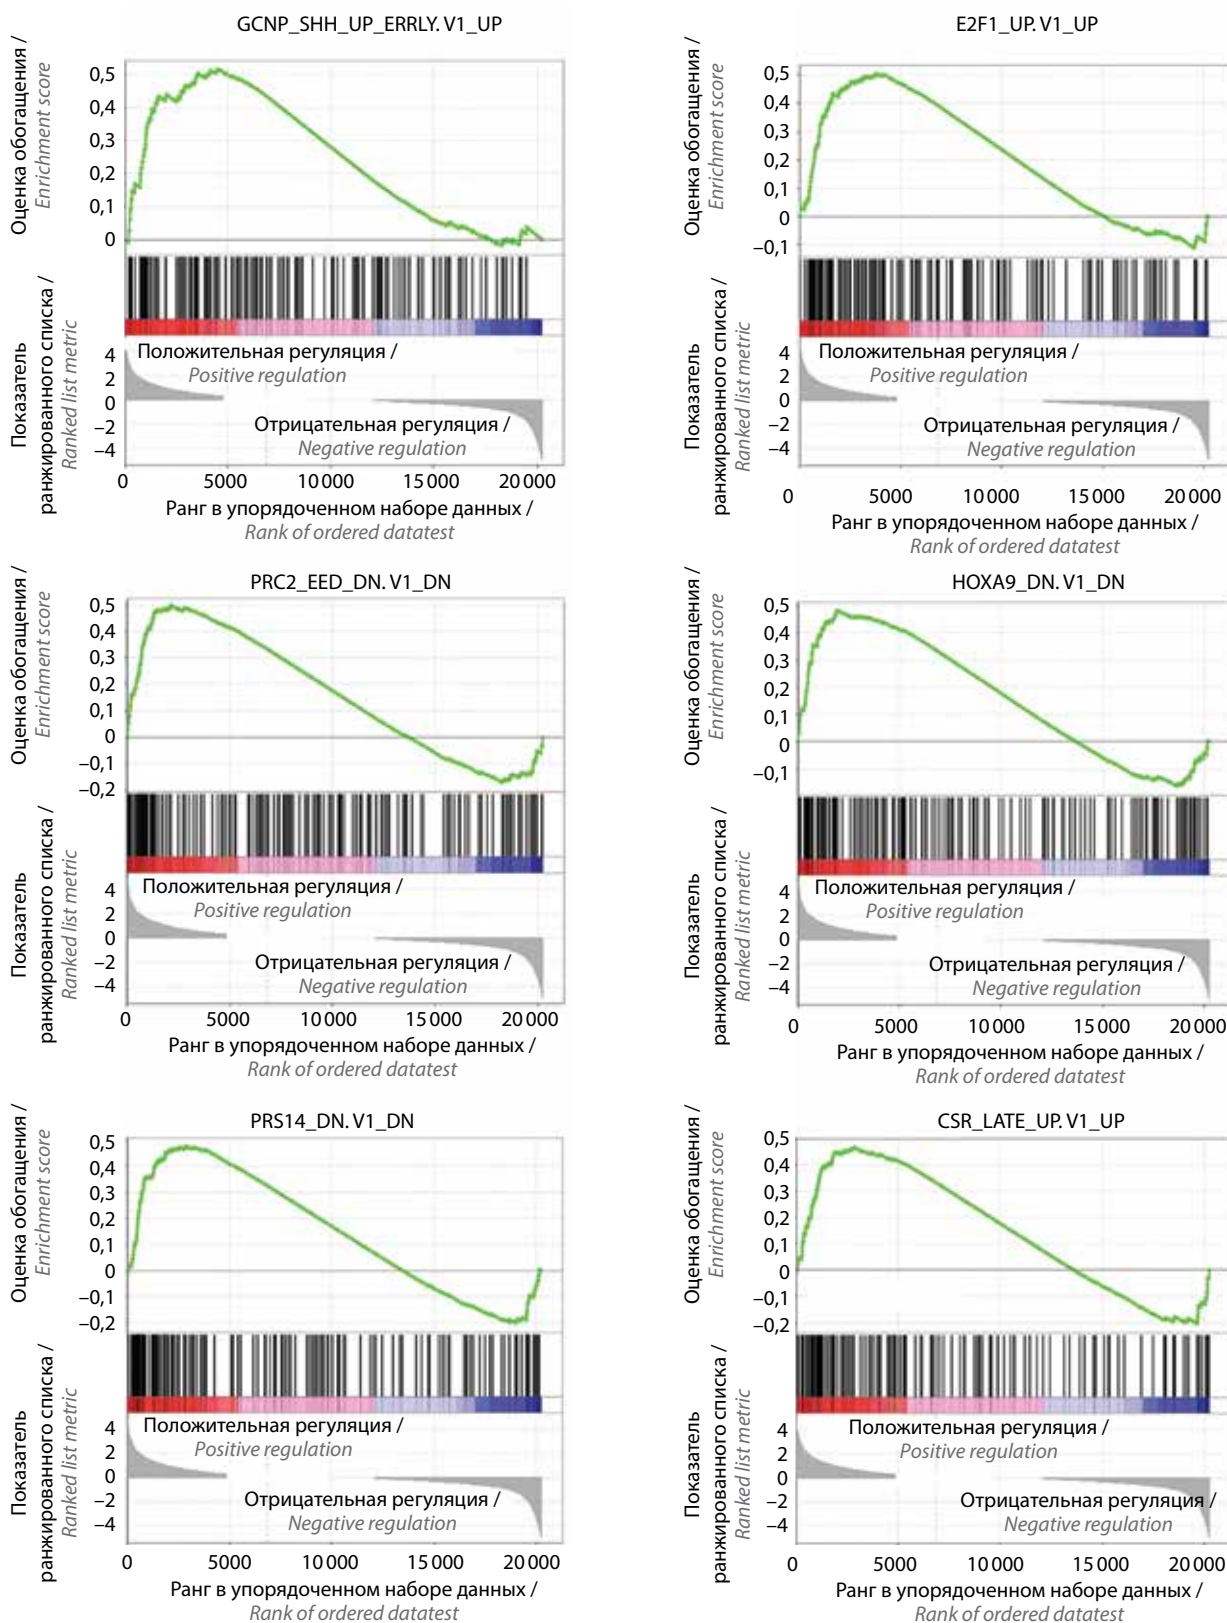 GCNP_SHH_UP_ERRLY. V1_UP
Оценка обогащения /
Enrichment score
0,5
0,4
0,3
0,2
0,1
0
Показатель
ранжированного списка /
Ranked list metric
4
2
0
−2
−4
Положительная регуляция /
Positive regulation
Отрицательная регуляция /
Negative regulation
0 5000 10 000 15 000 20 000
Ранг в упорядоченном наборе данных /
Rank of ordered datatest
E2F1_UP. V1_UP
Оценка обогащения /
Enrichment score
0,5
0,4
0,3
0,2
0,1
0
−0,1
Показатель
ранжированного списка /
Ranked list metric
4
2
0
−2
−4
Положительная регуляция /
Positive regulation
Отрицательная регуляция /
Negative regulation
0 5000 10 000 15 000 20 000
Ранг в упорядоченном наборе данных /
Rank of ordered datatest
PRC2_EED_DN. V1_DN
Оценка обогащения /
Enrichment score
0,5
0,4
0,3
0,2
0,1
0
−0,1
−0,2
Показатель
ранжированного списка /
Ranked list metric
4
2
0
−2
−4
Положительная регуляция /
Positive regulation
Отрицательная регуляция /
Negative regulation
0 5000 10 000 15 000 20 000
Ранг в упорядоченном наборе данных /
Rank of ordered datatest
HOXA9_DN. V1_DN
Оценка обогащения /
Enrichment score
0,5
0,4
0,3
0,2
0,1
0
−0,1
Показатель
ранжированного списка /
Ranked list metric
4
2
0
−2
−4
Положительная регуляция /
Positive regulation
Отрицательная регуляция /
Negative regulation
0 5000 10 000 15 000 20 000
Ранг в упорядоченном наборе данных /
Rank of ordered datatest
PRS14_DN. V1_DN
Оценка обогащения /
Enrichment score
0,5
0,4
0,3
0,2
0,1
0
−0,1
−0,2
Показатель
ранжированного списка /
Ranked list metric
4
2
0
−2
−4
Положительная регуляция /
Positive regulation
Отрицательная регуляция /
Negative regulation
0 5000 10 000 15 000 20 000
Ранг в упорядоченном наборе данных /
Rank of ordered datatest
CSR_LATE_UP. V1_UP
Оценка обогащения /
Enrichment score
0,5
0,4
0,3
0,2
0,1
0
−0,1
−0,2
Показатель
ранжированного списка /
Ranked list metric
4
2
0
−2
−4
Положительная регуляция /
Positive regulation
Отрицательная регуляция /
Negative regulation
0 5000 10 000 15 000 20 000
Ранг в упорядоченном наборе данных /
Rank of ordered datatest